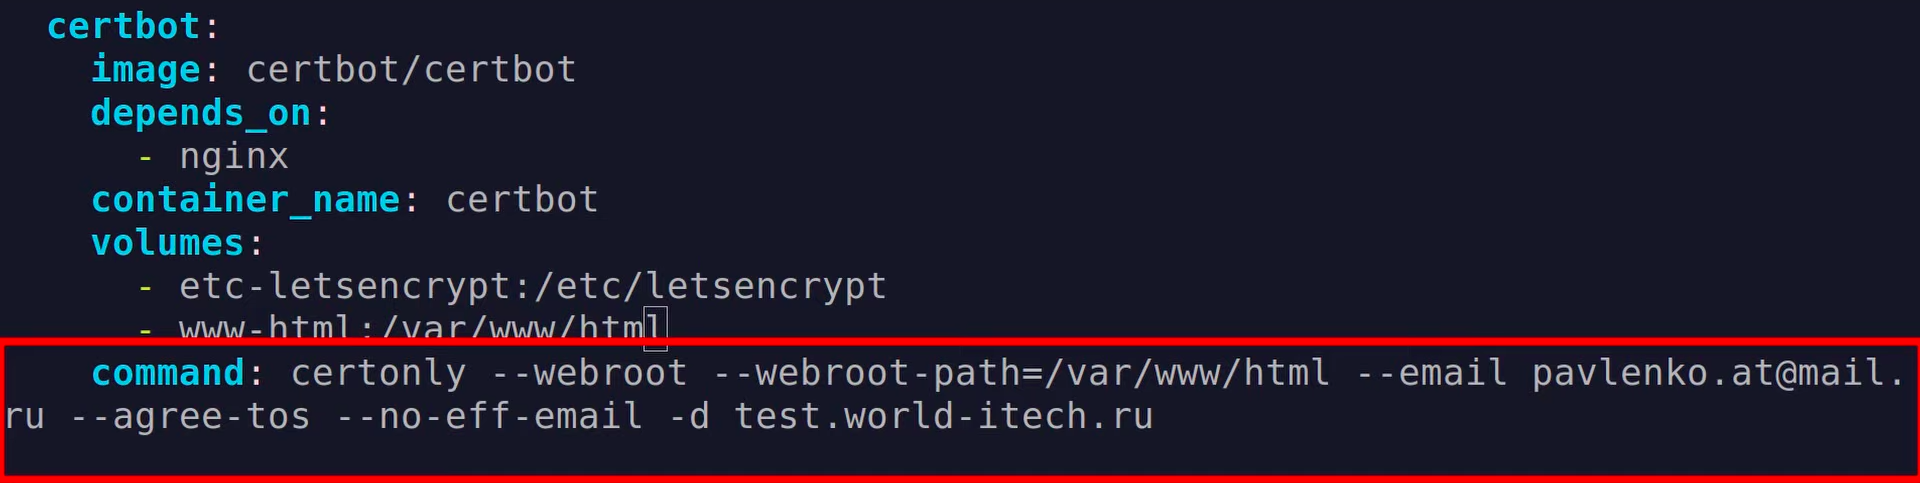 certbot:
image: certbot/certbot
depends_on:
- nginx
container_name: certbot
volumes:
- etc-letsencrypt:/etc/letsencrypt
- www-html:/var/www/html
command: certonly --webroot --webroot-path=/var/www/html --email pavlenko.at@mail.
ru --agree-tos --no-eff-email -d test.world-itech.ru